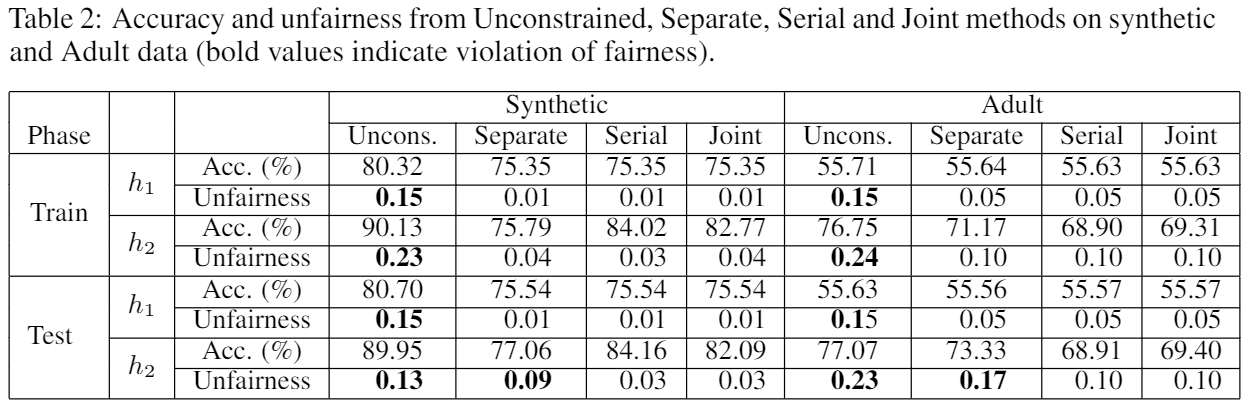 Table 2: Accuracy and unfairness from Unconstrained, Separate, Serial and Joint methods on synthetic
and Adult data (bold values indicate violation of fairness).
Synthetic Adult
Phase Uncons. Separate Serial Joint Uncons. Separate Serial Joint
Train h1 Acc. (%) 80.32 75.35 75.35 75.35 55.71 55.64 55.63 55.63
Unfairness 0.15 0.01 0.01 0.01 0.15 0.05 0.05 0.05
h2 Acc. (%) 90.13 75.79 84.02 82.77 76.75 71.17 68.90 69.31
Unfairness 0.23 0.04 0.03 0.04 0.24 0.10 0.10 0.10
Test h1 Acc. (%) 80.70 75.54 75.54 75.54 55.63 55.56 55.57 55.57
Unfairness 0.15 0.01 0.01 0.01 0.15 0.05 0.05 0.05
h2 Acc. (%) 89.95 77.06 84.16 82.09 77.07 73.33 68.91 69.40
Unfairness 0.13 0.09 0.03 0.03 0.23 0.17 0.10 0.10